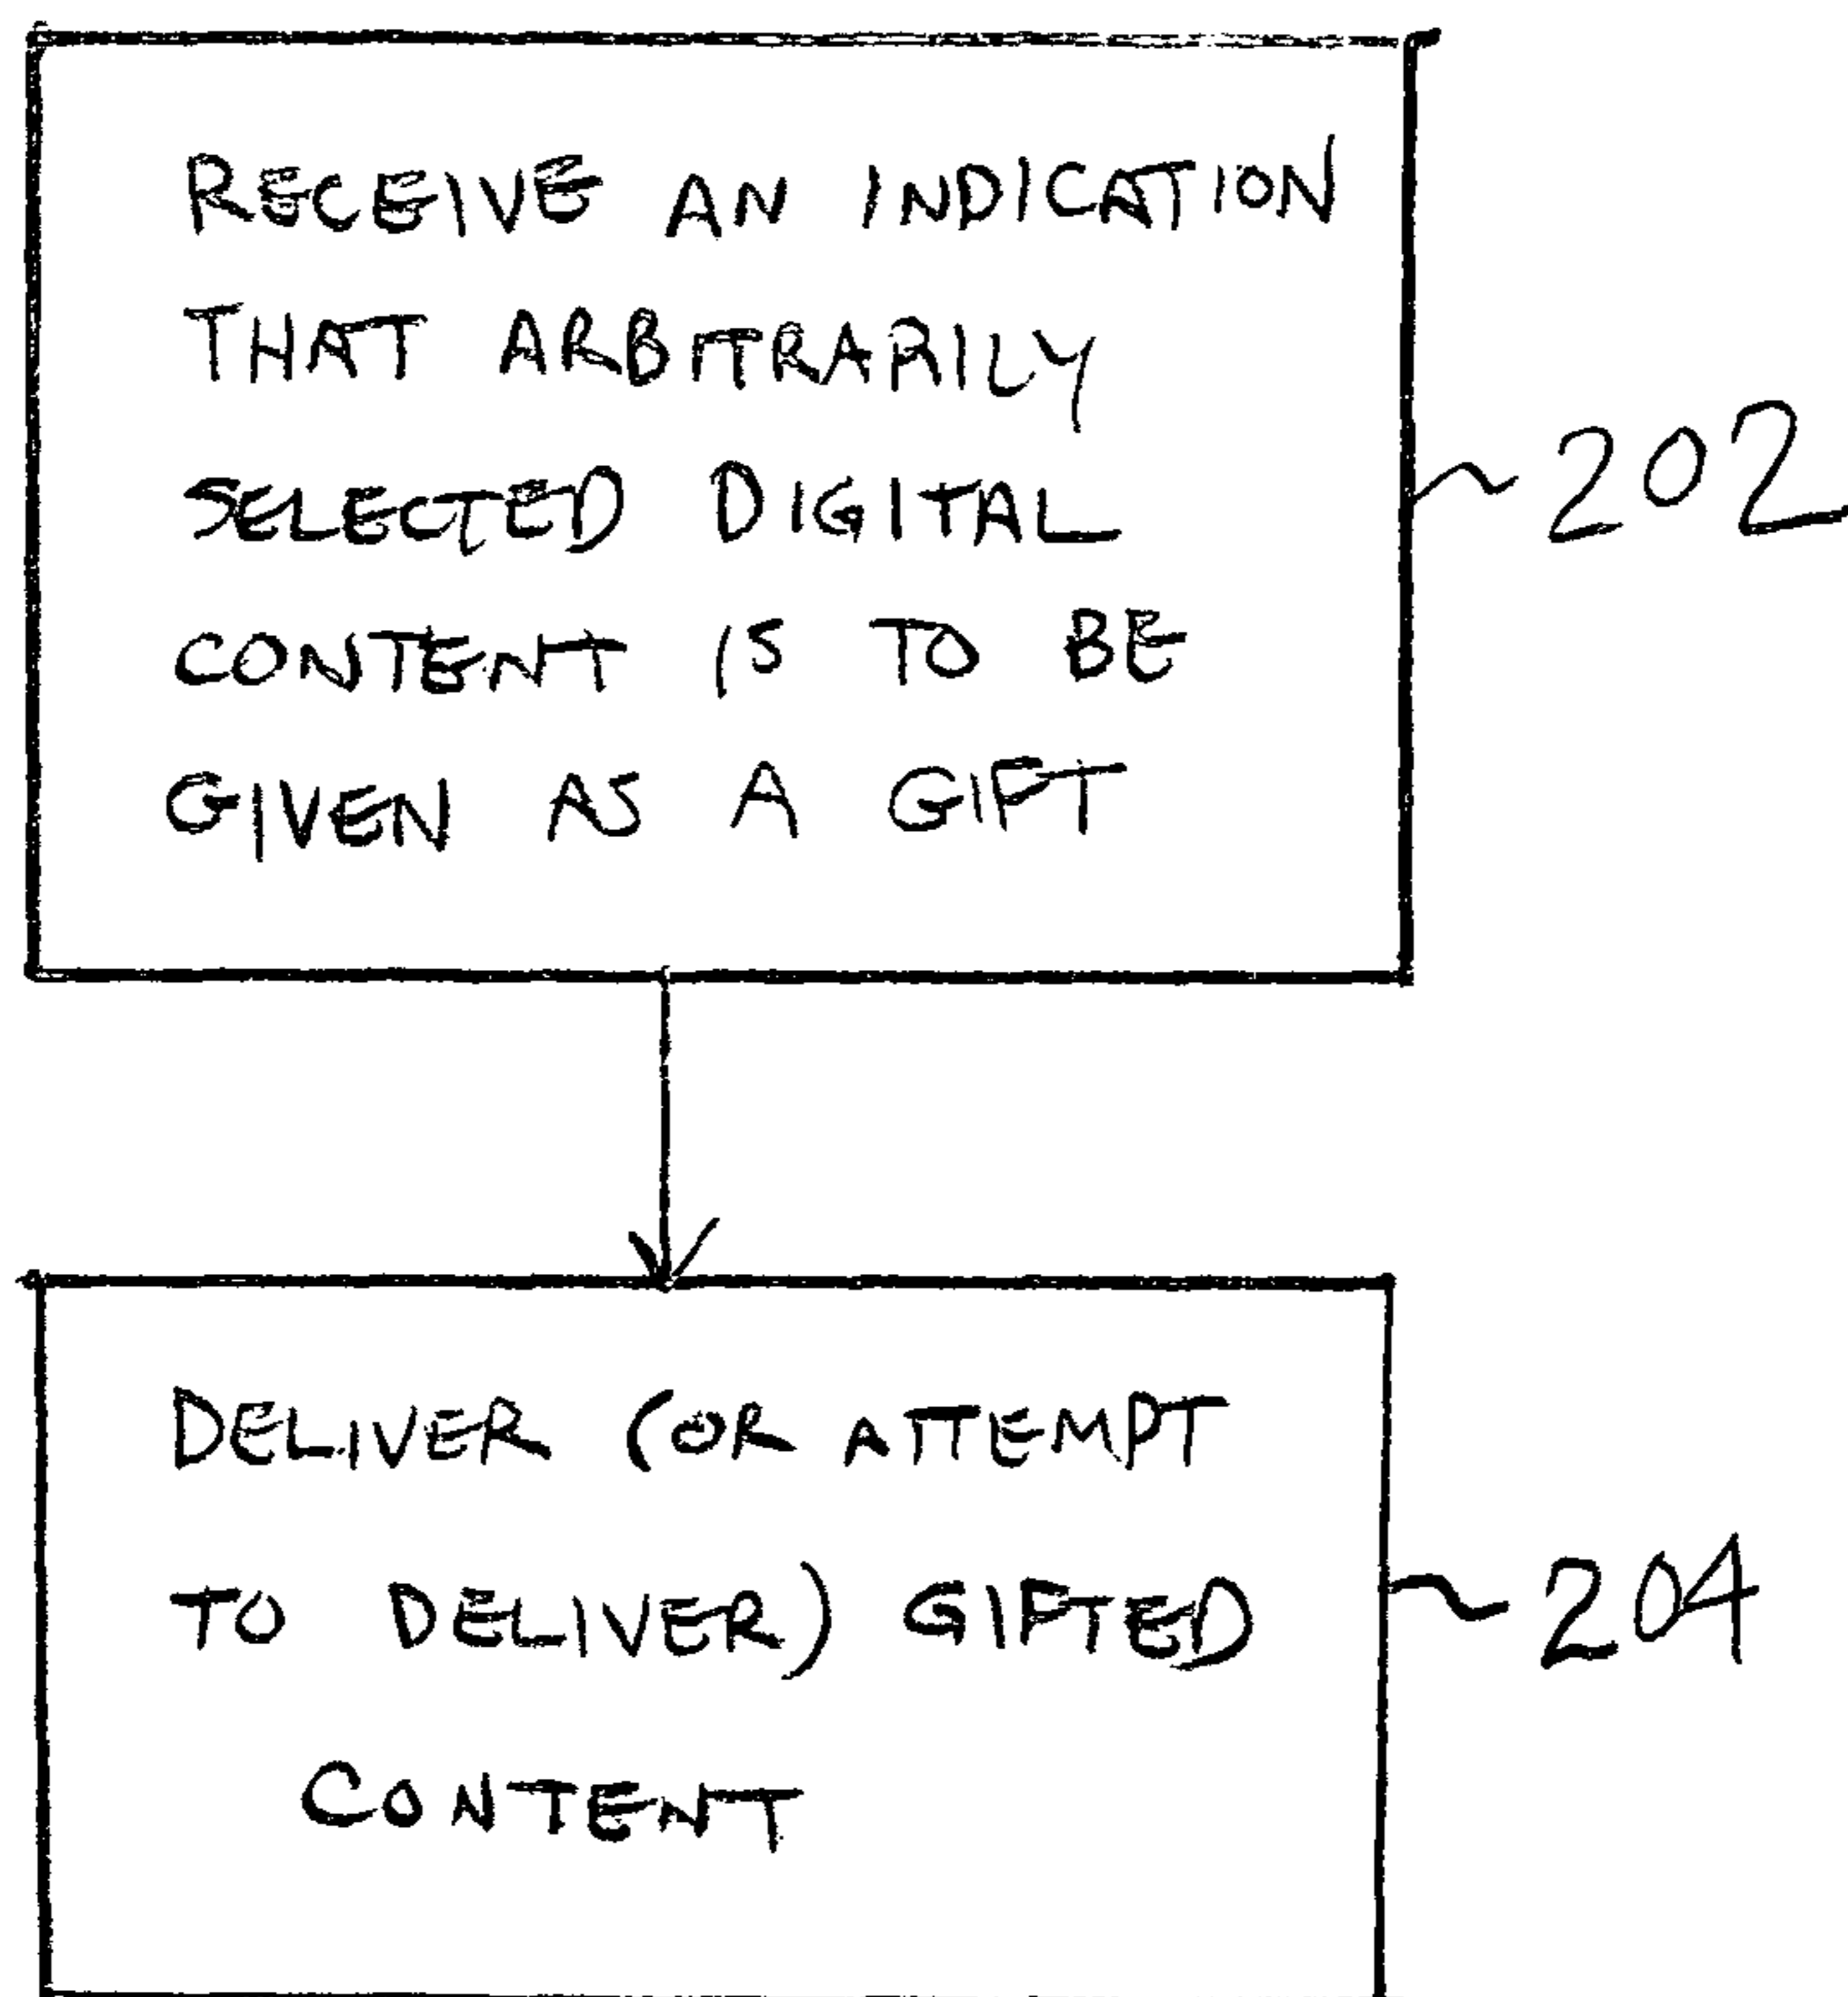 RECEIVE AN INDICATION
THAT ARBITRARILY
SELECTED DIGITAL
CONTENT IS TO BE
GIVEN AS A GIFT
202
DELIVER (OR ATTEMPT
TO DELIVER) GIFTED
CONTENT
204